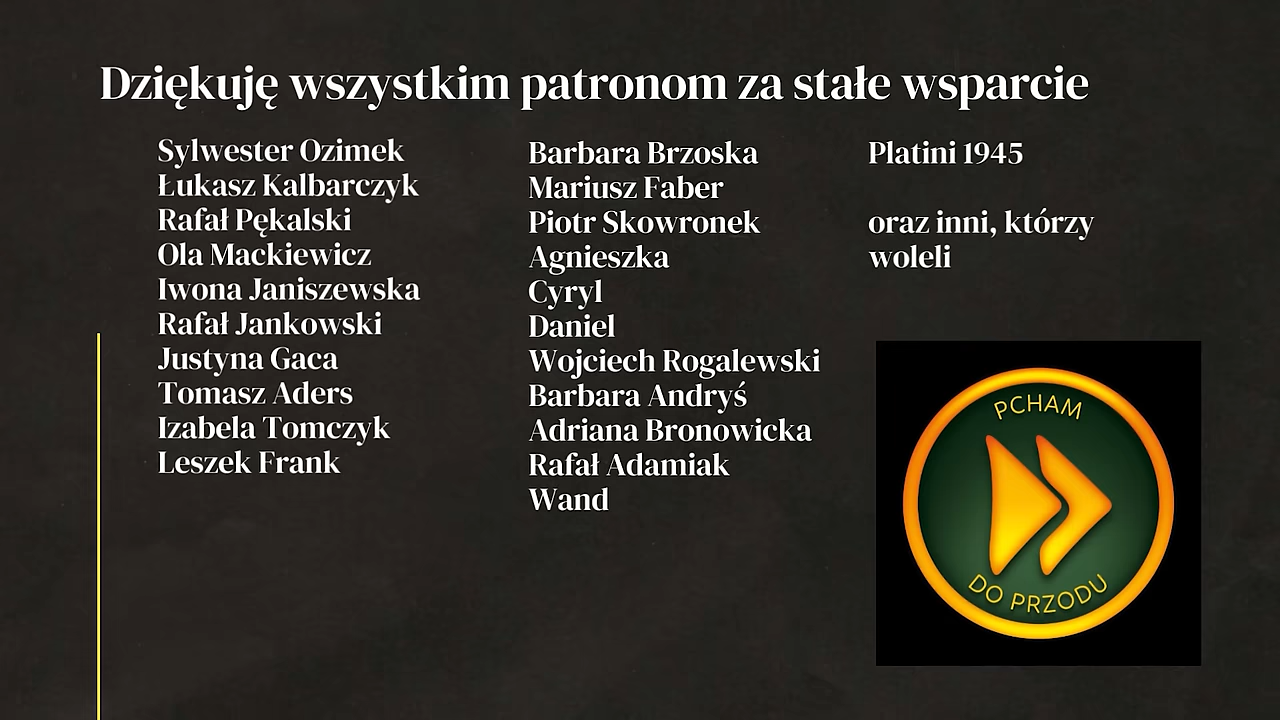 Dziękuję wszystkim patronom za stałe wsparcie
Sylwester Ozimek
Łukasz Kalbarczyk
Rafał Pękalski
Ola Mackiewicz
Iwona Janiszewska
Rafał Jankowski
Justyna Gaca
Tomasz Aders
Izabela Tomczyk
Leszek Frank
Barbara Brzoska
Mariusz Faber
Piotr Skowronek
Agnieszka
Cyryl
Daniel
Wojciech Rogalewski
Barbara Andryś
Adriana Bronowicka
Rafał Adamiak
Wand
Platini 1945
oraz inni, którzy
woleli
PCHAM
DO PRZODU